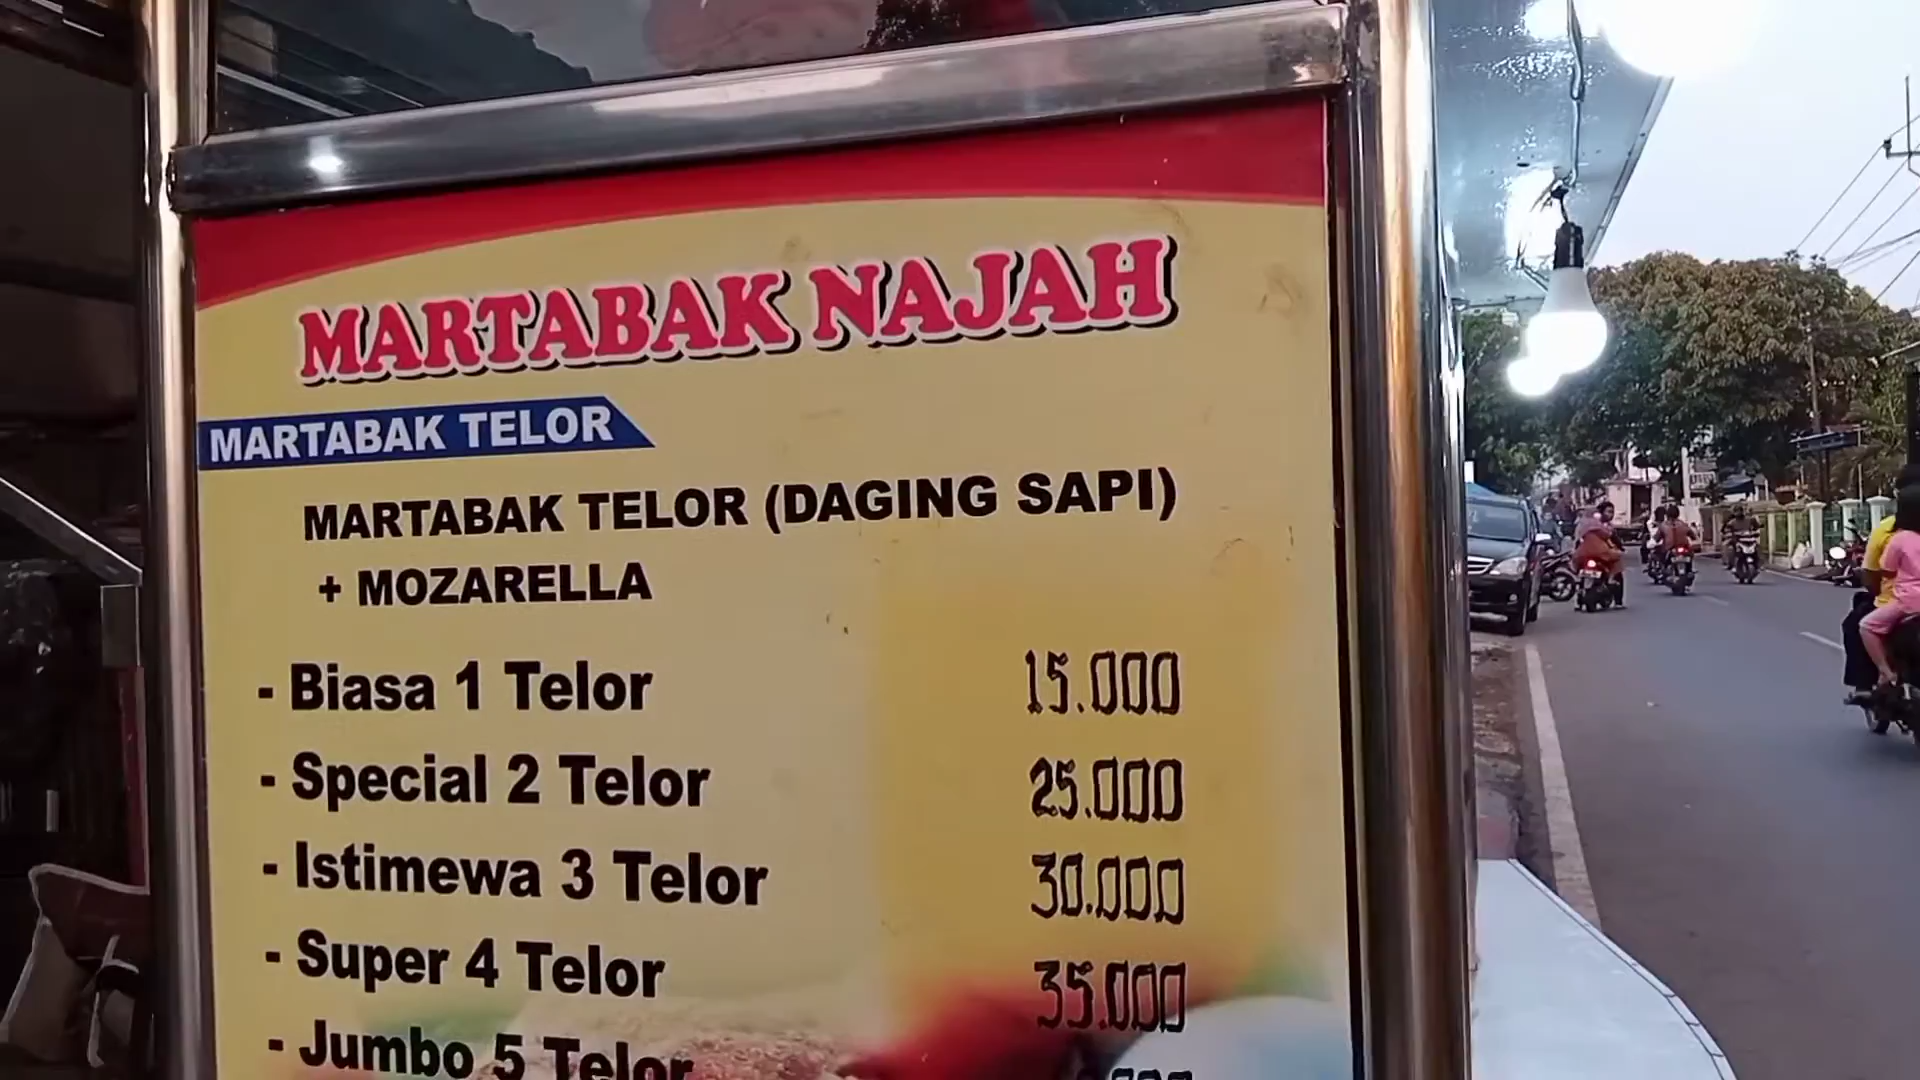 MARTABAK NAJAH
MARTABAK TELOR
MARTABAK TELOR (DAGING SAPI)
+ MOZARELLA
- Biasa 1 Telor 15.000
- Special 2 Telor 25.000
- Istimewa 3 Telor 30.000
- Super 4 Telor 35.000
- Jumbo 5 Telor